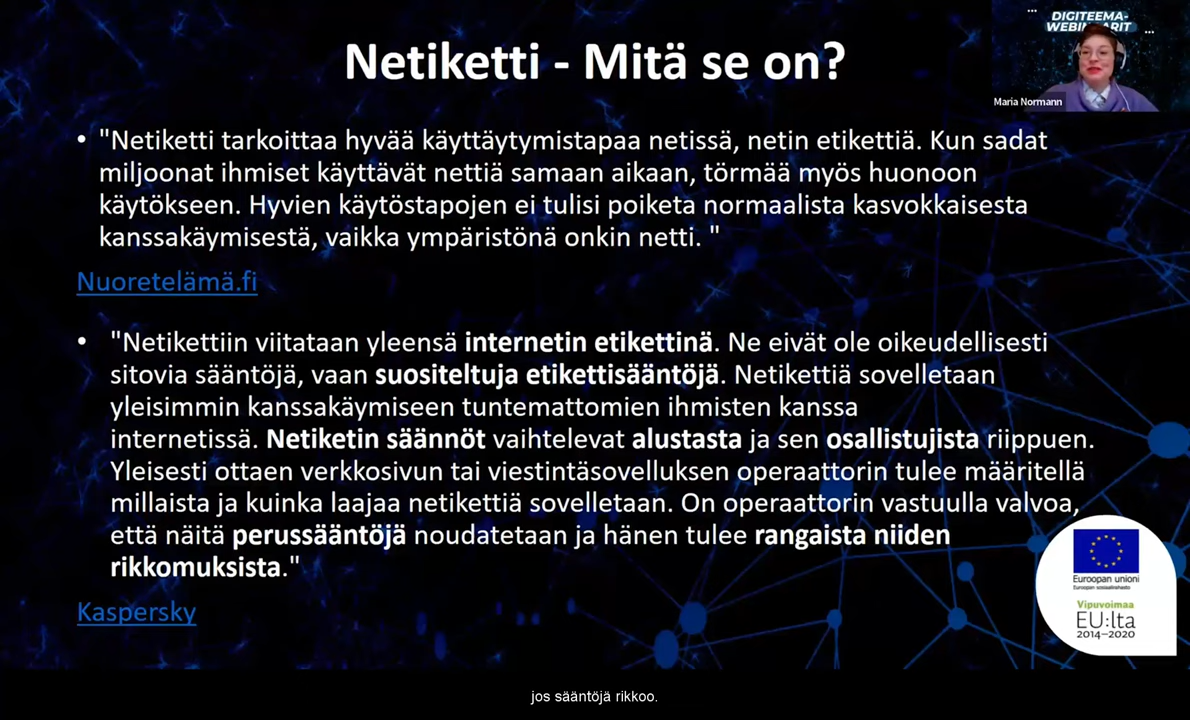 Netiketti - Mitä se on?
DIGITEEMA-
WEBINAARIT
Maria Normann
• "Netiketti tarkoittaa hyvää käyttäytymistapaa netissä, netin etikettiä. Kun sadat
miljoonat ihmiset käyttävät nettiä samaan aikaan, törmää myös huonoon
käytökseen. Hyvien käytöstapojen ei tulisi poiketa normaalista kasvokkaisesta
kanssakäymisestä, vaikka ympäristönä onkin netti. "
Nuoretelämä.fi
• "Netikettiin viitataan yleensä internetin etikettinä. Ne eivät ole oikeudellisesti
sitovia sääntöjä, vaan suositeltuja etikettisääntöjä. Netikettiä sovelletaan
yleisimmin kanssakäymiseen tuntemattomien ihmisten kanssa
internetissä. Netiketin säännöt vaihtelevat alustasta ja sen osallistujista riippuen.
Yleisesti ottaen verkkosivun tai viestintäsovelluksen operaattorin tulee määritellä
millaista ja kuinka laajaa netikettiä sovelletaan. On operaattorin vastuulla valvoa,
että näitä perussääntöjä noudatetaan ja hänen tulee rangaista niiden
rikkomuksista."
Kaspersky
Euroopan unioni
Euroopan sosiaalirahasto
Vipuvoimaa
EU:lta
2014–2020
jos sääntöjä rikkoo.